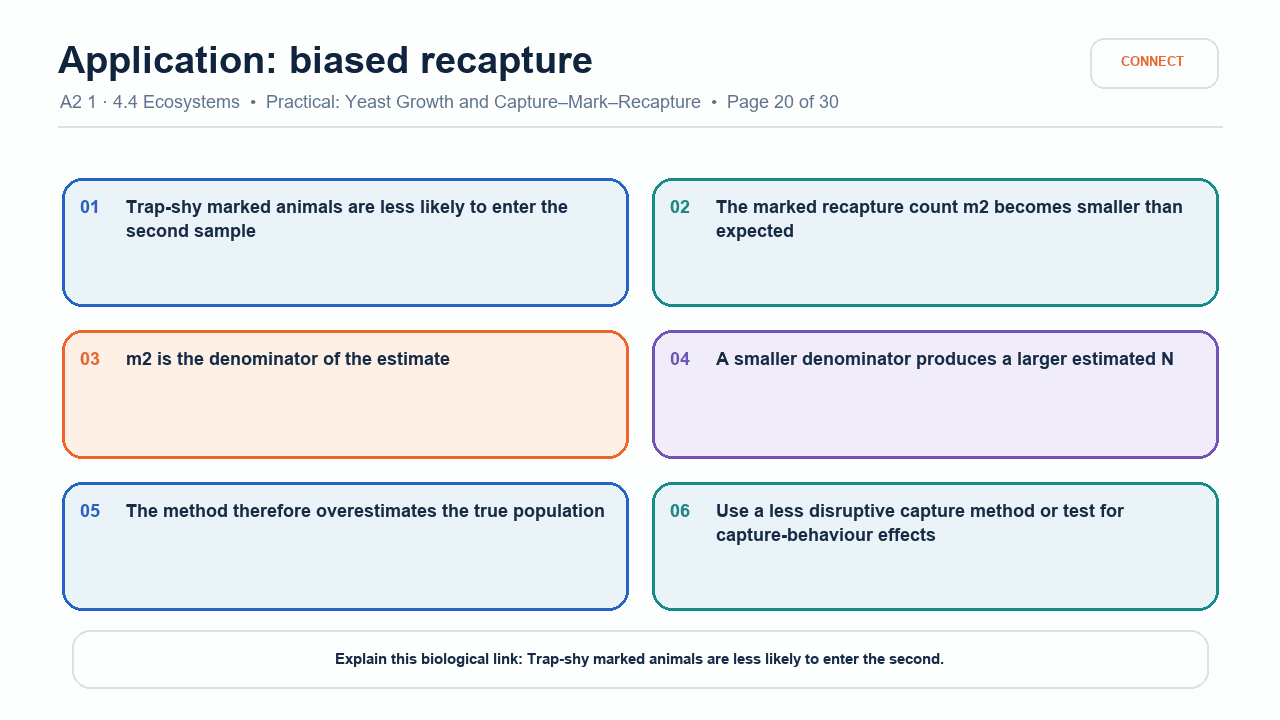 Application: biased recapture
CONNECT
A2 1 · 4.4 Ecosystems • Practical: Yeast Growth and Capture–Mark–Recapture • Page 20 of 30
01 Trap-shy marked animals are less likely to enter the
second sample
02 The marked recapture count m2 becomes smaller than
expected
03 m2 is the denominator of the estimate
04 A smaller denominator produces a larger estimated N
05 The method therefore overestimates the true population
06 Use a less disruptive capture method or test for
capture-behaviour effects
Explain this biological link: Trap-shy marked animals are less likely to enter the second.